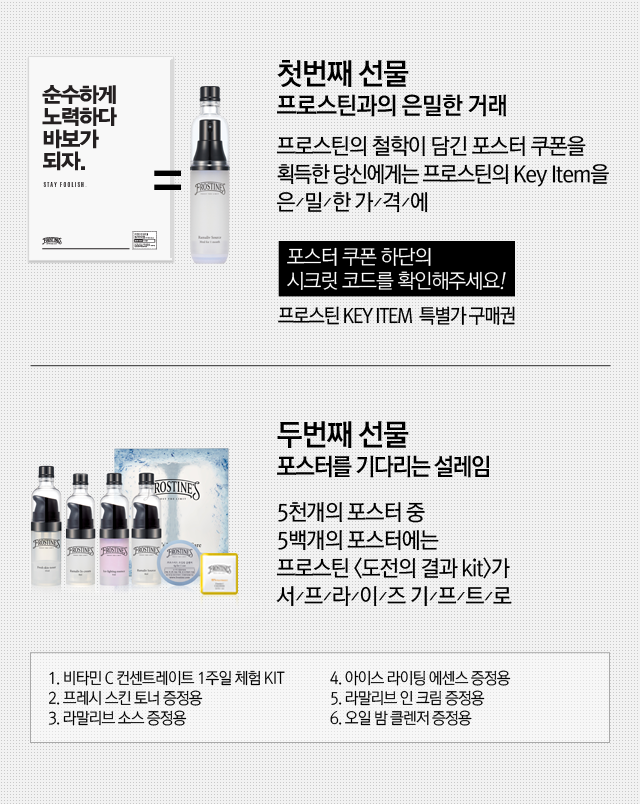 순수하게
노력하다
바보가
되자.
STAY FOOLISH
FROSTINE'S
첫번째 선물
프로스틴과의 은밀한 거래
프로스틴의 철학이 담긴 포스터 쿠폰을
획득한 당신에게는 프로스틴의 Key Item을
은/밀/한 가/격/에
포스터 쿠폰 하단의
시크릿 코드를 확인해주세요!
프로스틴 KEY ITEM 특별가 구매권
두번째 선물
포스터를 기다리는 설레임
5천개의 포스터 중
5백개의 포스터에는
프로스틴 〈도전의 결과 kit〉가
서/프/라/이/즈 기/프/트/로
FROSTINE'S
FROSTINE'S
FROSTINE'S
FROSTINE'S
FROSTINE'S
FROSTINE'S
1. 비타민 C 컨센트레이트 1주일 체험 KIT
2. 프레시 스킨 토너 증정용
3. 라말리브 소스 증정용
4. 아이스 라이팅 에센스 증정용
5. 라말리브 인 크림 증정용
6. 오일 밤 클렌저 증정용